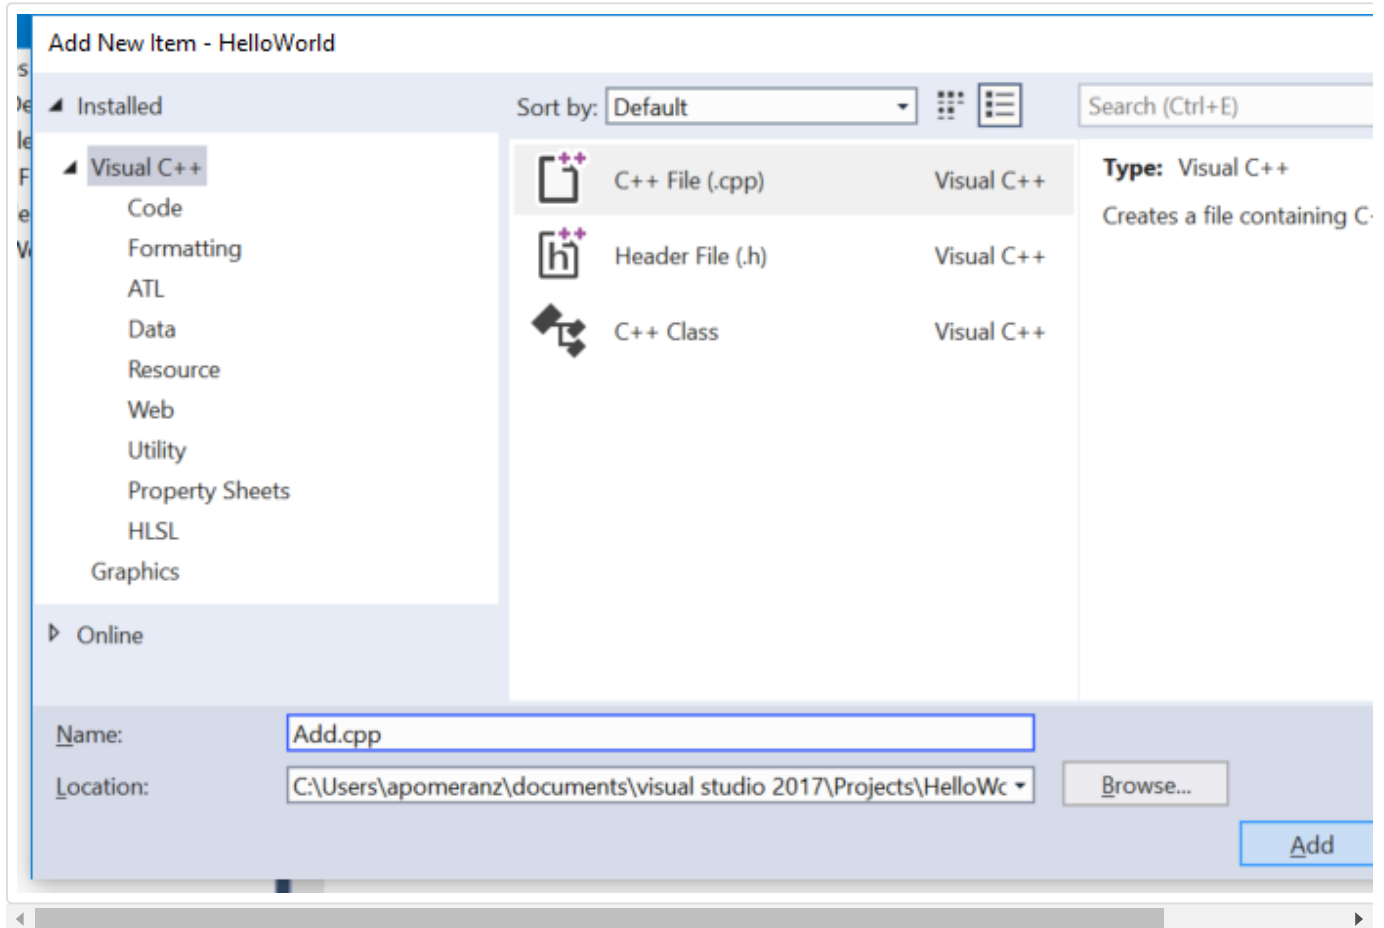 Add New Item - HelloWorld
Installed
Sort by: Default
Search (Ctrl+E)
Visual C++
Code
Formatting
ATL
Data
Resource
Web
Utility
Property Sheets
HLSL
Graphics
Online
C++ File (.cpp) Visual C++
Header File (.h) Visual C++
C++ Class Visual C++
Type: Visual C++
Creates a file containing C
Name: Add.cpp
Location: C:\Users\apomeranz\documents\visual studio 2017\Projects\HelloWc
Browse...
Add